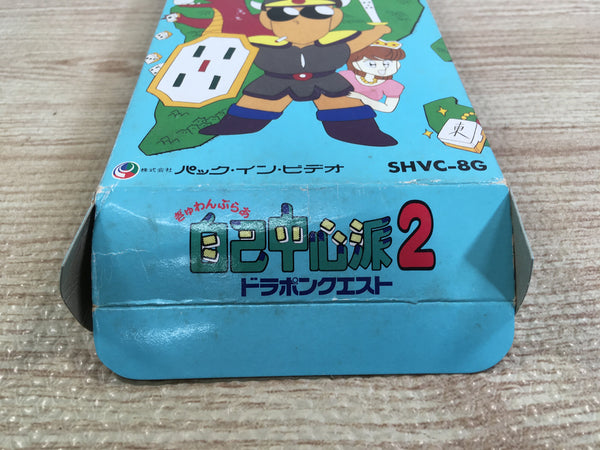 東
株式会社 パック・イン・ビデオ SHVC-8G
ぎゅわんぶらあ
自己中心派2
ドラポンクエスト